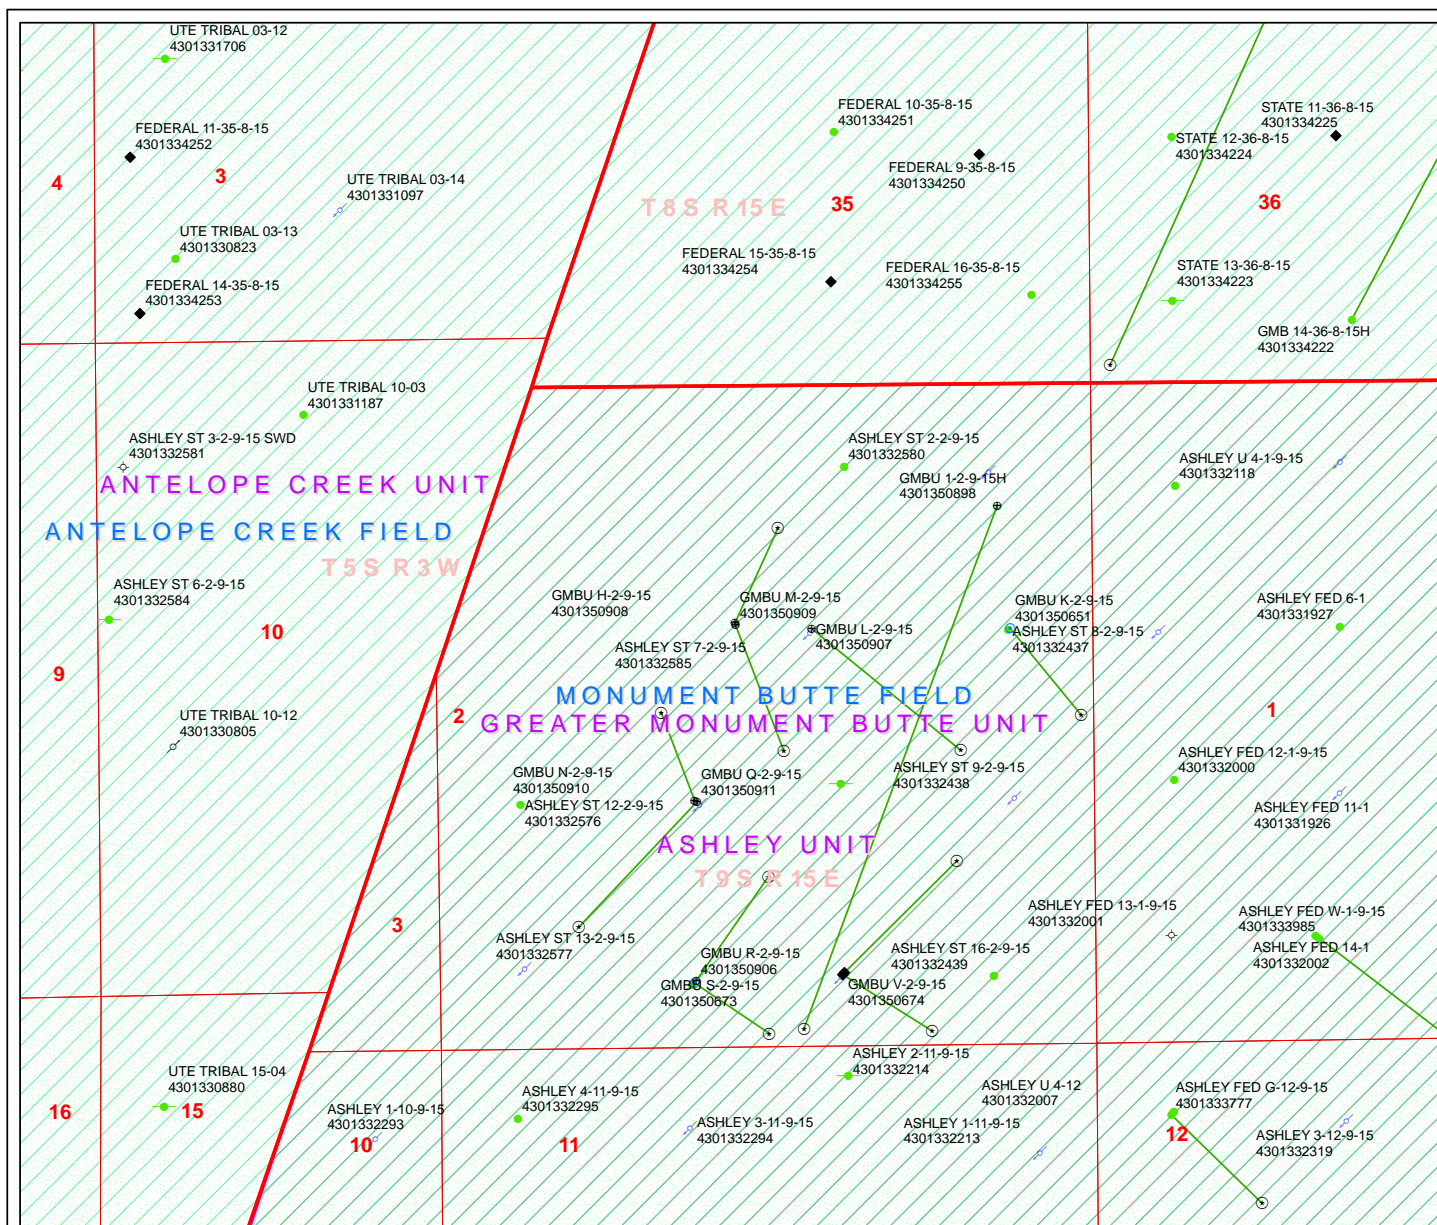 UTE TRIBAL 03-12
4301331706
FEDERAL 10-35-8-15
4301334251
STATE 11-36-8-15
4301334225
FEDERAL 11-35-8-15
4301334252
STATE 12-36-8-15
4301334224
FEDERAL 9-35-8-15
4301334250
4
3
UTE TRIBAL 03-14
4301331097
T8S R15E
35
36
UTE TRIBAL 03-13
4301330823
FEDERAL 15-35-8-15
4301334254
FEDERAL 16-35-8-15
4301334255
STATE 13-36-8-15
4301334223
FEDERAL 14-35-8-15
4301334253
GMB 14-36-8-15H
4301334222
UTE TRIBAL 10-03
4301331187
ASHLEY ST 3-2-9-15 SWD
4301332581
ASHLEY ST 2-2-9-15
4301332580
ASHLEY U 4-1-9-15
4301332118
GMBU 1-2-9-15H
4301350898
ANTELOPE CREEK UNIT
ANTELOPE CREEK FIELD
T5S R3W
ASHLEY ST 6-2-9-15
4301332584
GMBU H-2-9-15
4301350908
GMBU M-2-9-15
4301350909
GMBU K-2-9-15
4301350651
ASHLEY FED 6-1
4301331927
10
GMBU L-2-9-15
4301350907
ASHLEY ST 8-2-9-15
4301332437
ASHLEY ST 7-2-9-15
4301332585
9
MONUMENT BUTTE FIELD
2
GREATER MONUMENT BUTTE UNIT
1
UTE TRIBAL 10-12
4301330805
GMBU N-2-9-15
4301350910
GMBU Q-2-9-15
4301350911
ASHLEY ST 9-2-9-15
4301332438
ASHLEY FED 12-1-9-15
4301332000
ASHLEY ST 12-2-9-15
4301332576
ASHLEY FED 11-1
4301331926
ASHLEY UNIT
T9S R15E
3
ASHLEY FED 13-1-9-15
4301332001
ASHLEY FED W-1-9-15
4301333985
ASHLEY ST 13-2-9-15
4301332577
ASHLEY FED 14-1
4301332002
GMBU R-2-9-15
4301350906
ASHLEY ST 16-2-9-15
4301332439
GMBU S-2-9-15
4301350673
GMBU V-2-9-15
4301350674
UTE TRIBAL 15-04
4301330880
ASHLEY 2-11-9-15
4301332214
16
15
ASHLEY 1-10-9-15
4301332293
ASHLEY 4-11-9-15
4301332295
ASHLEY U 4-12
4301332007
ASHLEY FED G-12-9-15
4301333777
ASHLEY 3-11-9-15
4301332294
ASHLEY 1-11-9-15
4301332213
10
11
12
ASHLEY 3-12-9-15
4301332319